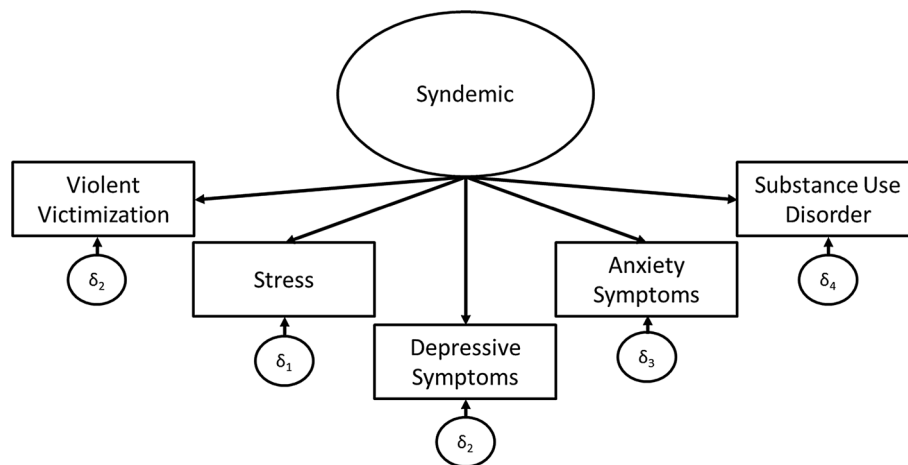 Syndemic
Violent
Victimization
δ2
Stress
δ1
Depressive
Symptoms
δ2
Anxiety
Symptoms
δ3
Substance Use
Disorder
δ4